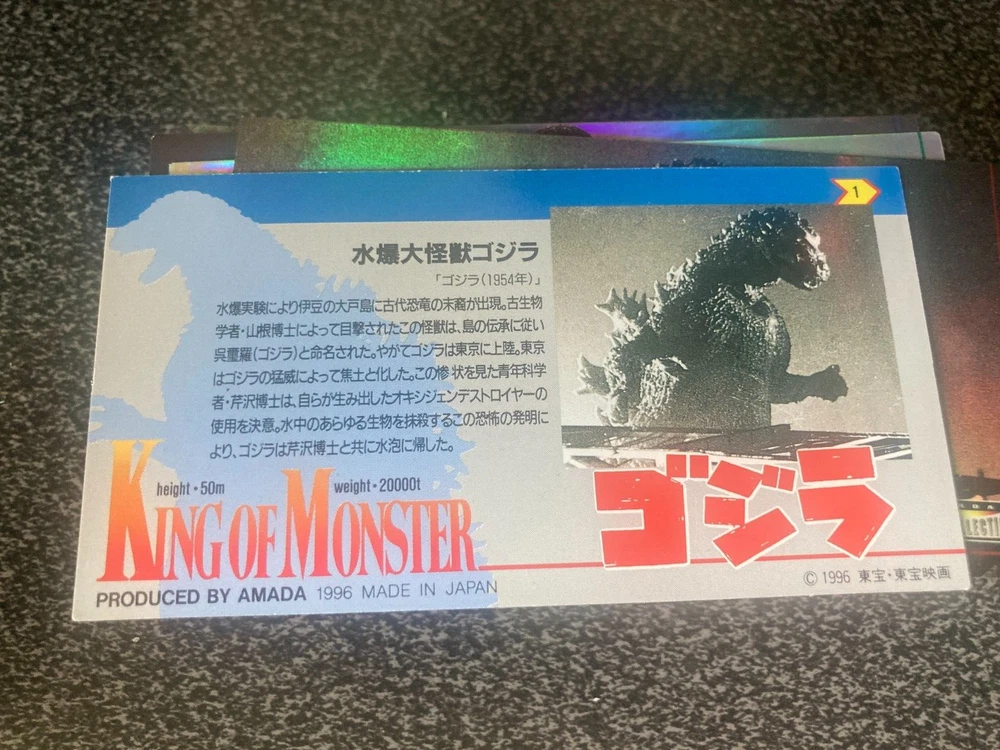 1
水爆大怪獣ゴジラ
「ゴジラ(1954年)」
水爆実験により伊豆の大戸島に古代恐竜の末裔が出現。古生物
学者・山根博士によって目撃されたこの怪獣は、島の伝承に従い
呉璽羅(ゴジラ)と命名された。やがてゴジラは東京に上陸。東京
はゴジラの猛威によって焦土と化した。この惨状を見た青年科学
者・芹沢博士は、自らが生み出したオキシジェンデストロイヤーの
使用を決意。水中のあらゆる生物を抹殺するこの恐怖の発明に
より、ゴジラは芹沢博士と共に水泡に帰した。
height・50m weight・20000t
KING OF MONSTER
ゴジラ
PRODUCED BY AMADA 1996 MADE IN JAPAN
© 1996 東宝・東宝映画